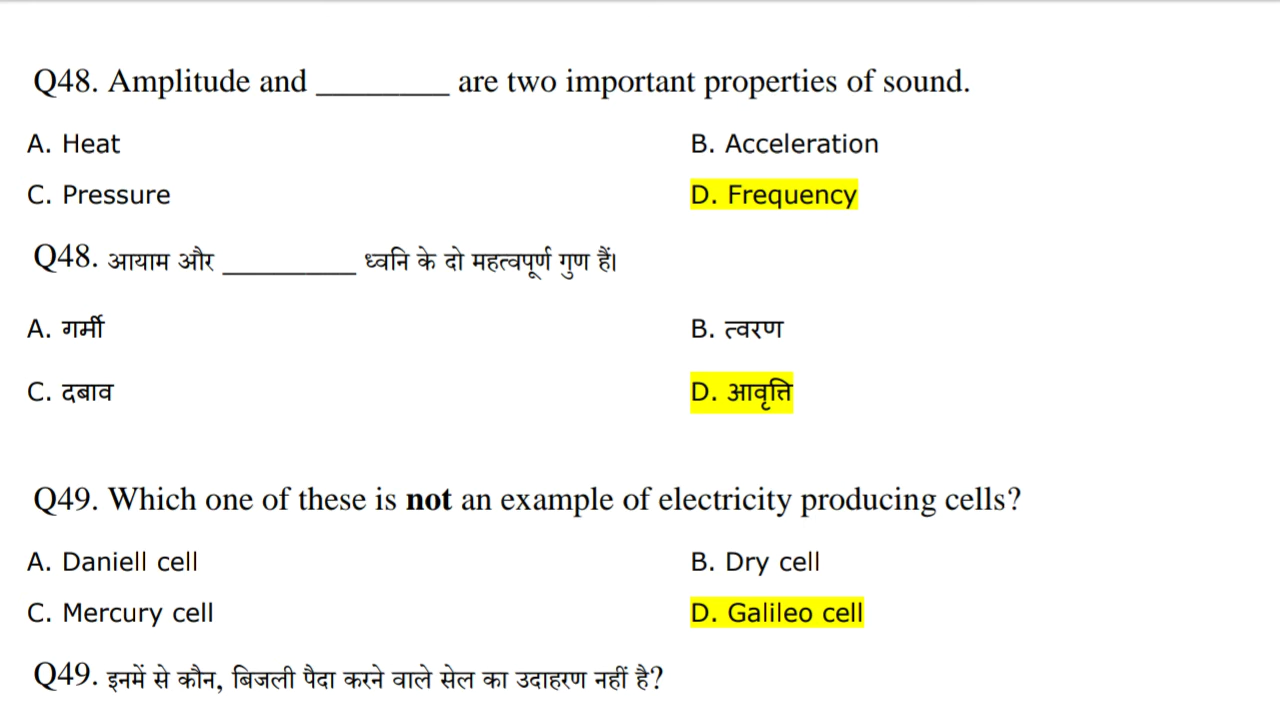 Q48. Amplitude and ________ are two important properties of sound.
A. Heat B. Acceleration
C. Pressure D. Frequency
Q48. आयाम और ________ ध्वनि के दो महत्वपूर्ण गुण हैं।
A. गर्मी B. त्वरण
C. दबाव D. आवृत्ति
Q49. Which one of these is not an example of electricity producing cells?
A. Daniell cell B. Dry cell
C. Mercury cell D. Galileo cell
Q49. इनमें से कौन, बिजली पैदा करने वाले सेल का उदाहरण नहीं है?